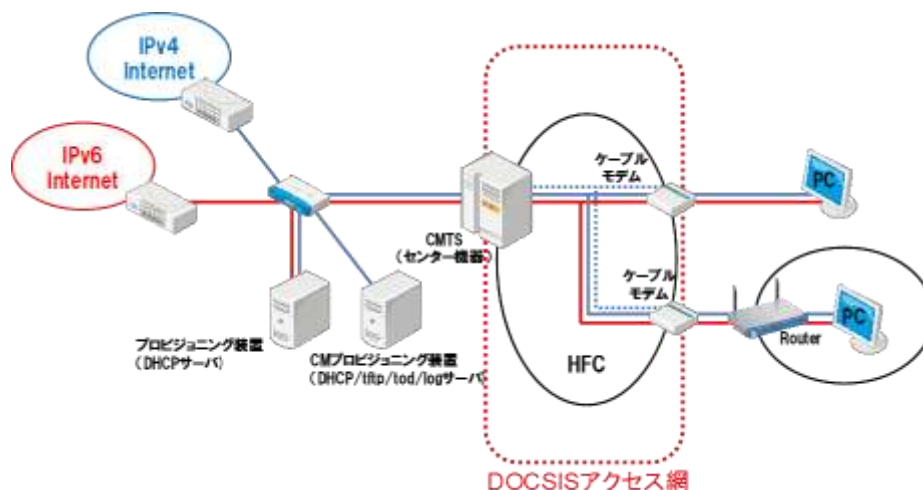 IPv4
Internet
IPv6
Internet
ケーブル
モデム
PC
CMTS
（センター機器）
ケーブル
モデム
PC
Router
プロビジョニング装置
（DHCPサーバ）
CMプロビジョニング装置
（DHCP/tftp/tod/logサーバ）
HFC
DOCSISアクセス網